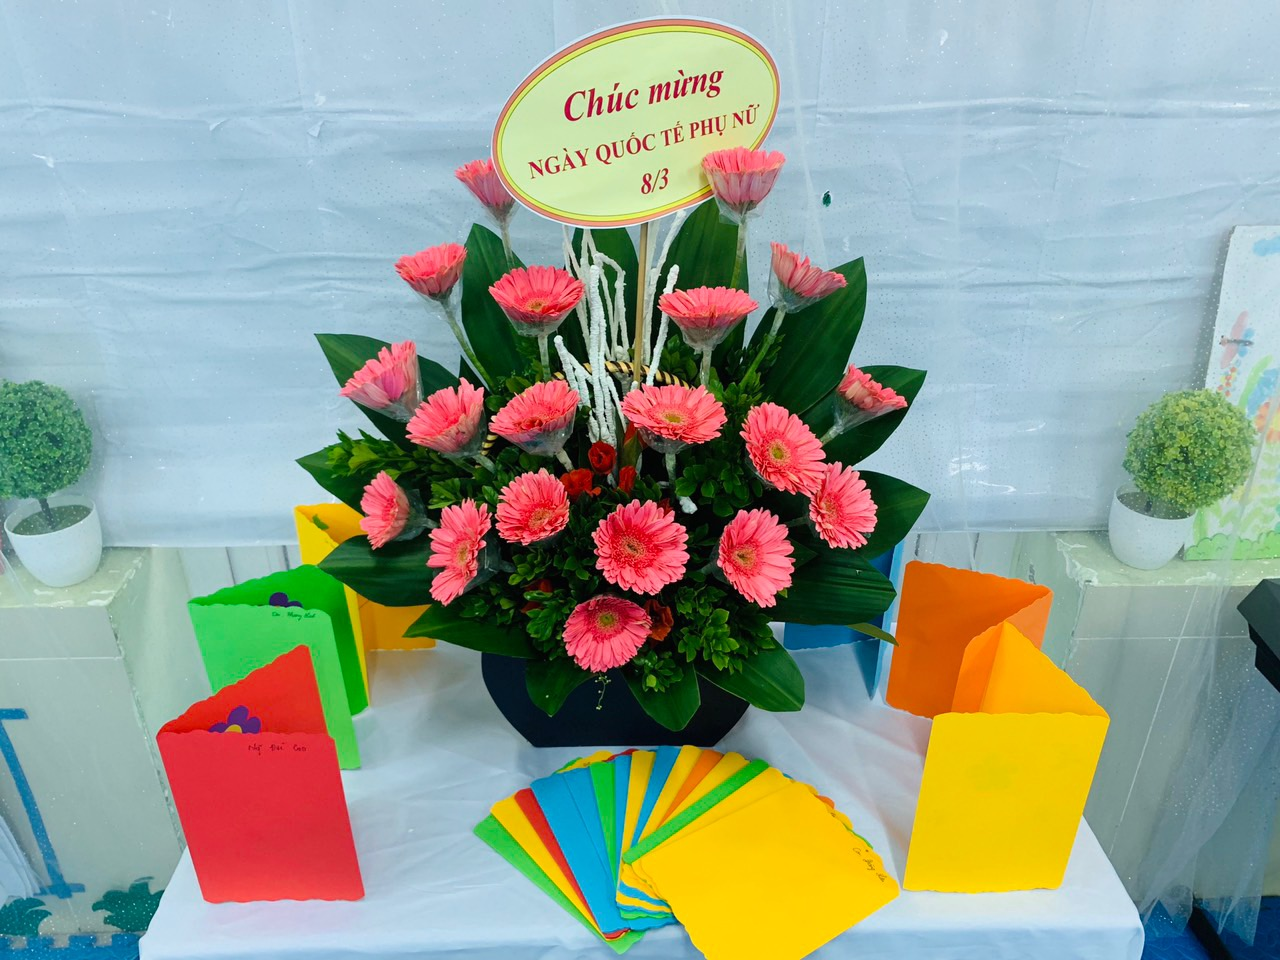 Chúc mừng
NGÀY QUỐC TẾ PHỤ NỮ
8/3